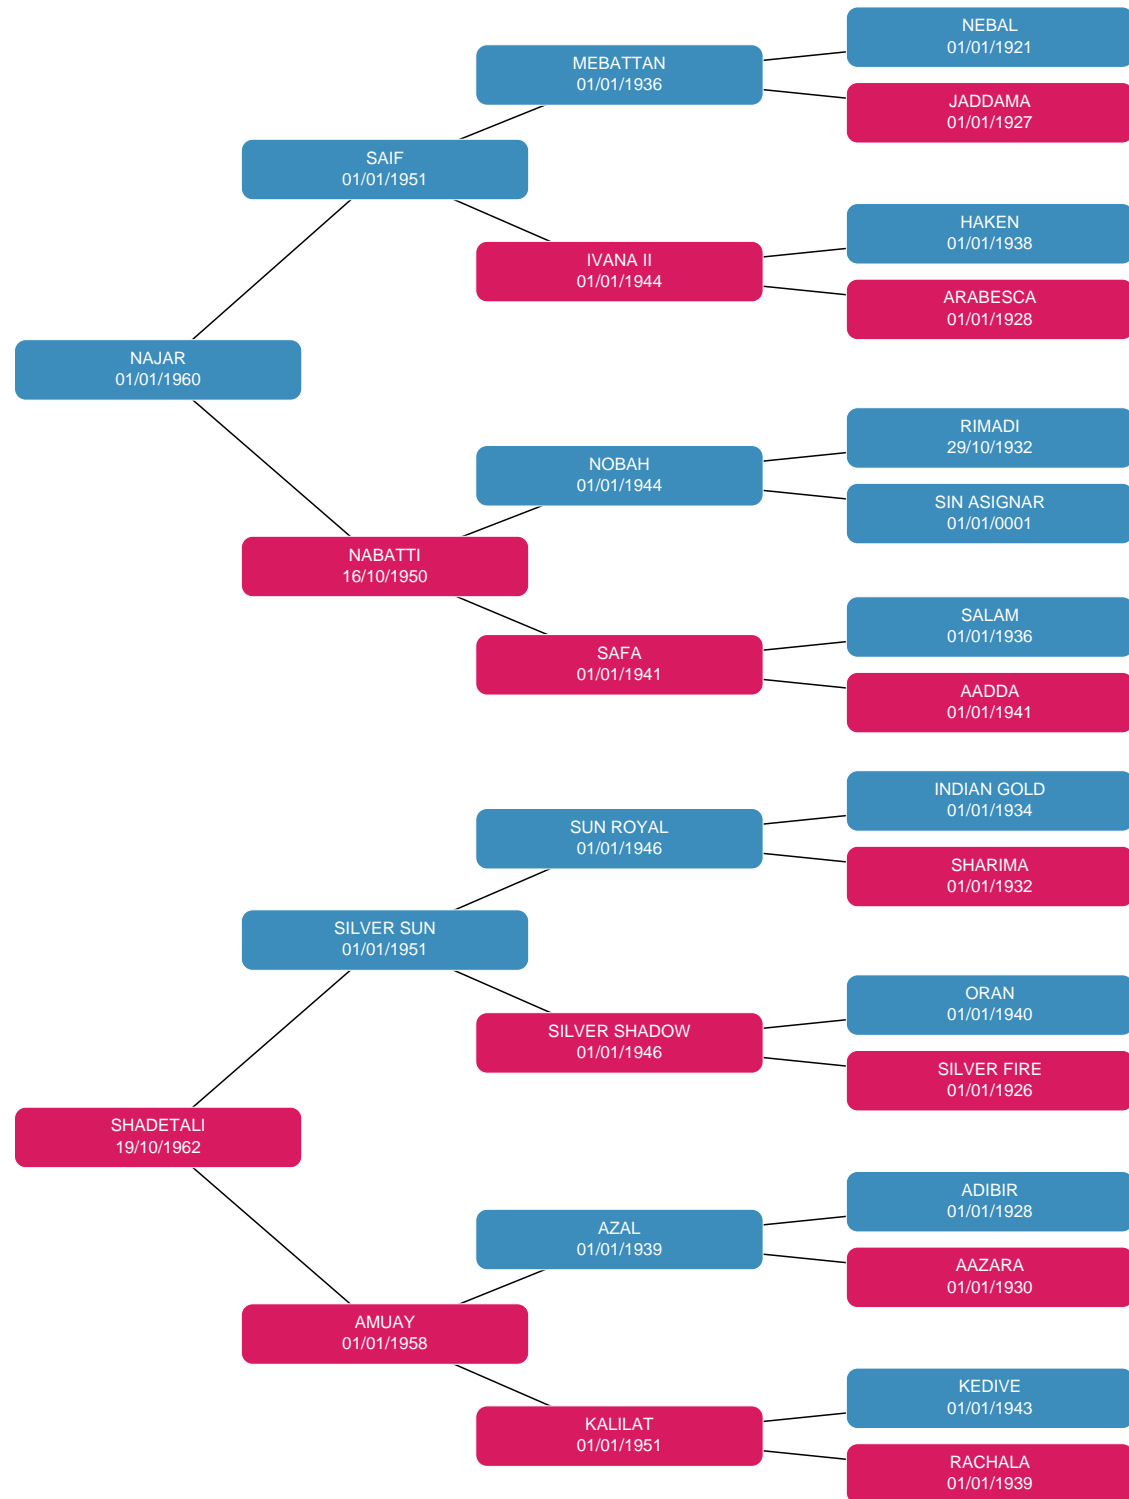 NEBAL
01/01/1921
MEBATTAN
01/01/1936
JADDAMA
01/01/1927
SAIF
01/01/1951
HAKEN
01/01/1938
IVANA II
01/01/1944
ARABESCA
01/01/1928
NAJAR
01/01/1960
RIMADI
29/10/1932
NOBAH
01/01/1944
SIN ASIGNAR
01/01/0001
NABATTI
16/10/1950
SALAM
01/01/1936
SAFA
01/01/1941
AADDA
01/01/1941
INDIAN GOLD
01/01/1934
SUN ROYAL
01/01/1946
SHARIMA
01/01/1932
SILVER SUN
01/01/1951
ORAN
01/01/1940
SILVER SHADOW
01/01/1946
SILVER FIRE
01/01/1926
SHADETALI
19/10/1962
ADIBIR
01/01/1928
AZAL
01/01/1939
AAZARA
01/01/1930
AMUAY
01/01/1958
KEDIVE
01/01/1943
KALILAT
01/01/1951
RACHALA
01/01/1939